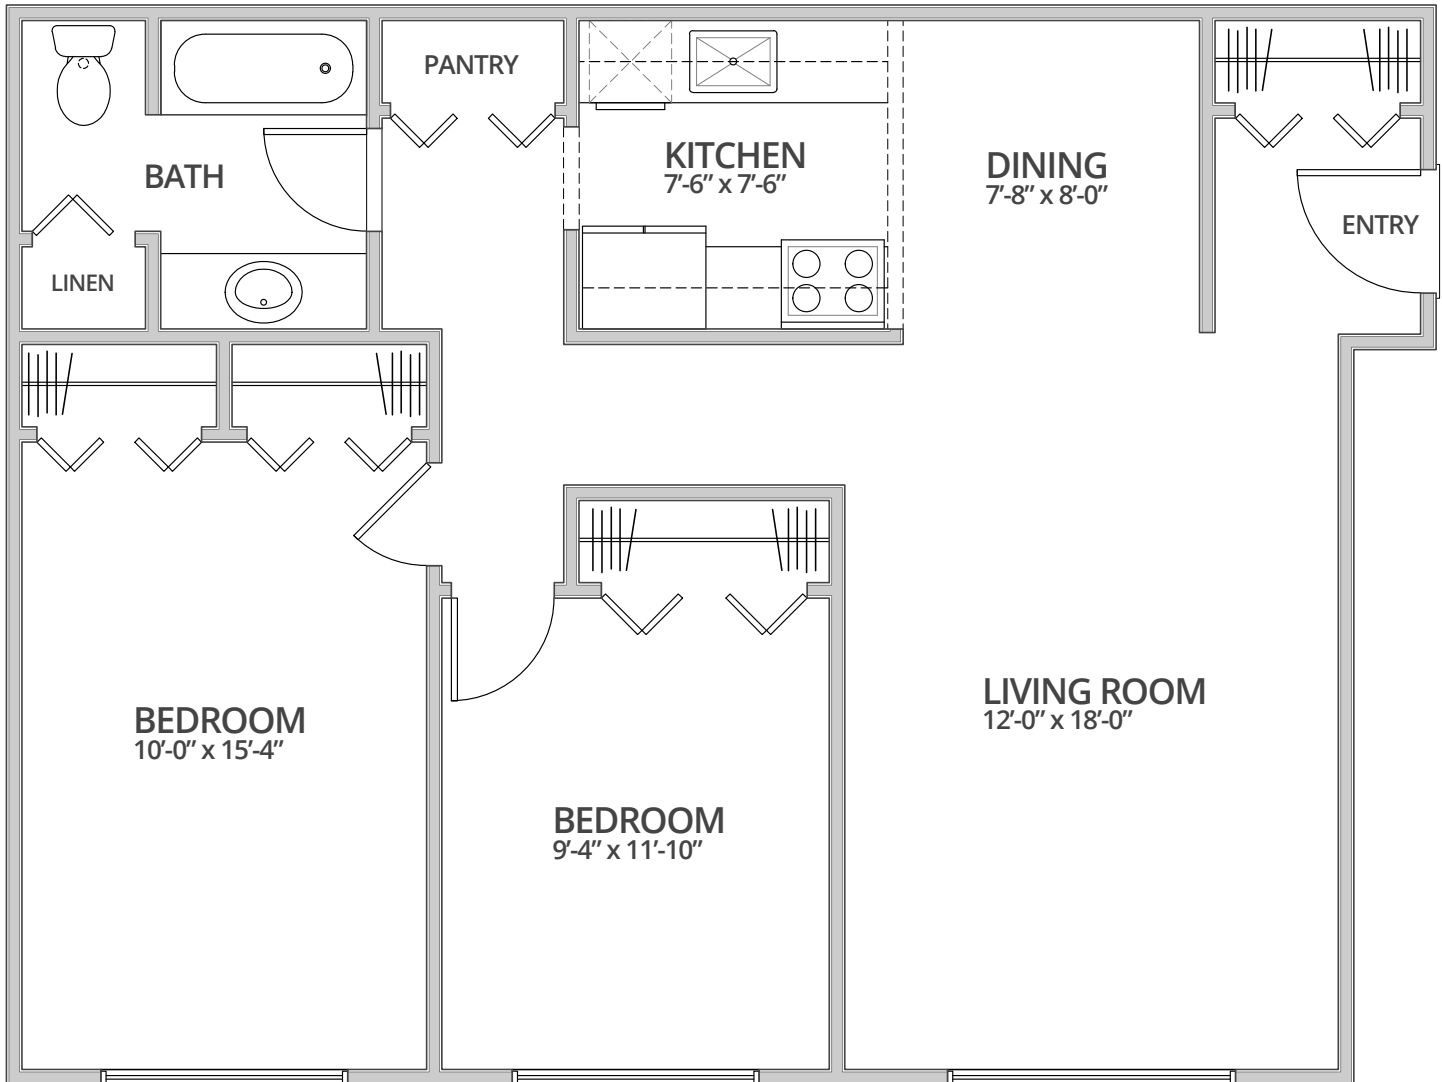 PANTRY
KITCHEN
7’-6” x 7’-6”
DINING
7’-8” x 8’-0”
BATH
ENTRY
LINEN
LIVING ROOM
12’-0” x 18’-0”
BEDROOM
10’-0” x 15’-4”
BEDROOM
9’-4” x 11’-10”